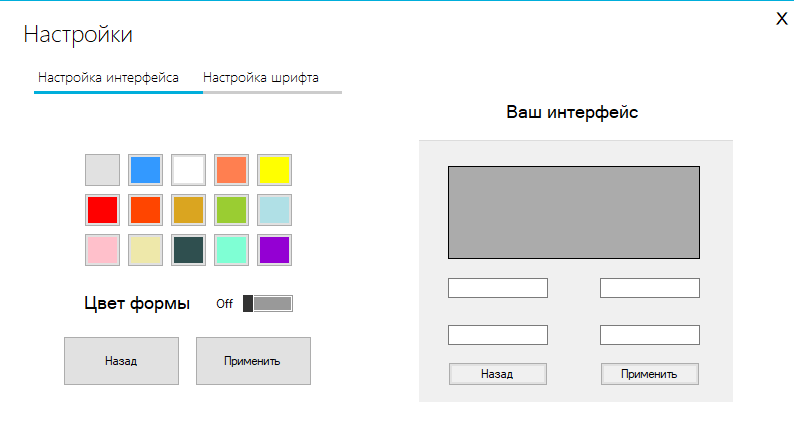 X
Настройки
Настройка интерфейса Настройка шрифта
Ваш интерфейс
Цвет формы Off
Назад Применить
Назад Применить